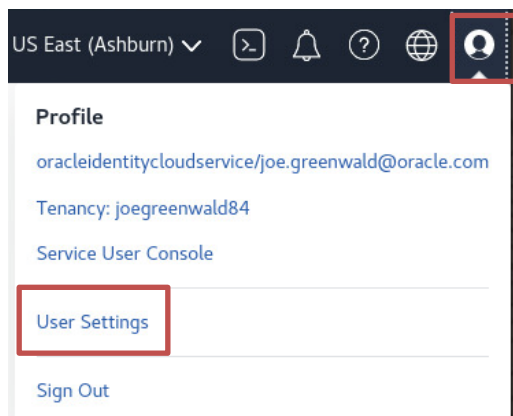 US East (Ashburn)
Profile
oracleidentitycloudservice/joe.greenwald@oracle.com
Tenancy: joegreenwald84
Service User Console
User Settings
Sign Out